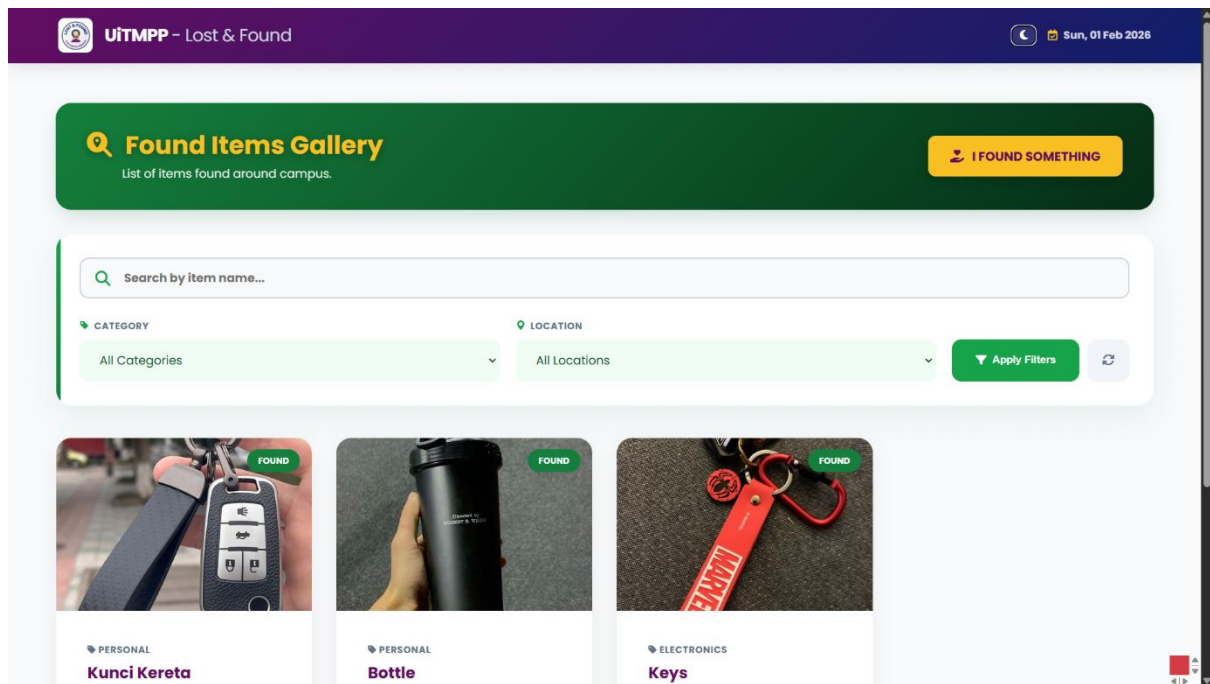 UiTMPP - Lost & Found
Sun, 01 Feb 2026
Found Items Gallery
List of items found around campus.
I FOUND SOMETHING
Search by item name...
CATEGORY
LOCATION
All Categories
All Locations
Apply Filters
FOUND
FOUND
FOUND
MARVE
PERSONAL
Kunci Kereta
PERSONAL
Bottle
ELECTRONICS
Keys